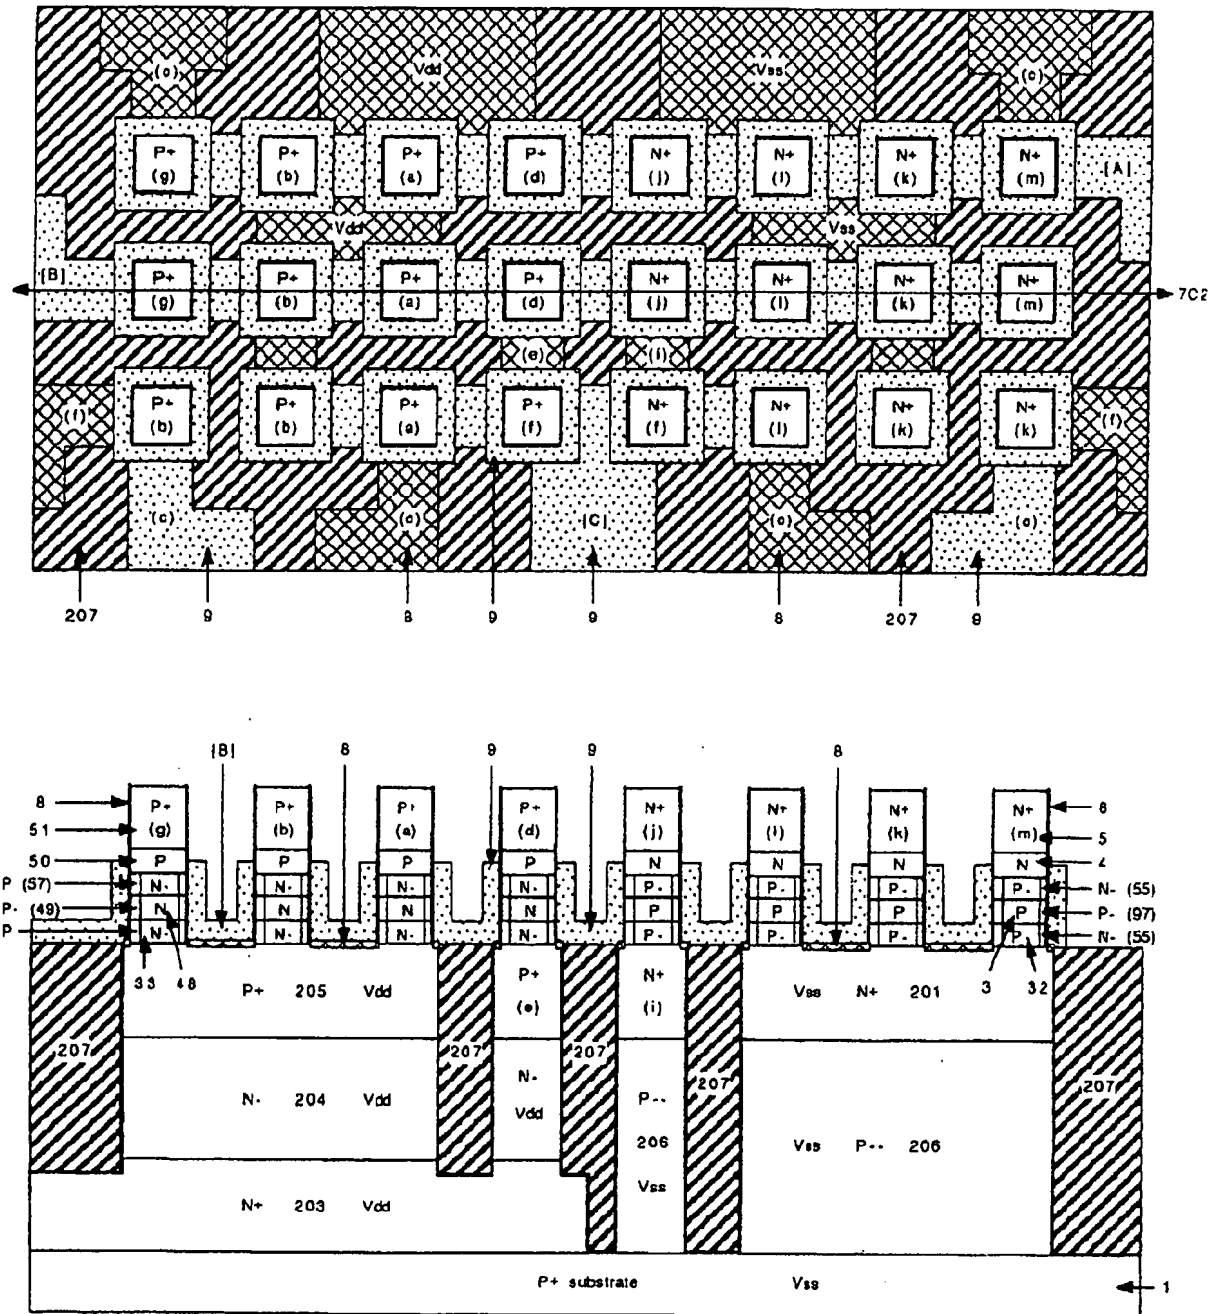 (c) Vdd Vss (c)
P+ P+ P+ P+ N+ N+ N+ N+ [A]
(g) (b) (a) (d) (j) (l) (k) (m)
Vdd Vss
[B] P+ P+ P+ P+ N+ N+ N+ N+
(g) (b) (a) (d) (j) (l) (k) (m) 7C2
(e) (i)
(f) P+ P+ P+ P+ N+ N+ N+ N+ (f)
(b) (b) (g) (f) (f) (l) (k) (k)
(c) (c) [C] (c) (c)
207 9 8 9 9 8 207 9
[B] 8 9 9 8
8 P+ P+ P+ P+ N+ N+ N+ N+ 8
51 (g) (b) (a) (d) (j) (l) (k) (m) 5
50 P P P P N N N N 4
P (57) N- N- N- N- P- P- P- P- N- (55)
P- (49) N N N N P P P P P- (97)
P N- N- N- N- P- P- P- P- N- (55)
33 48 P+ 205 Vdd P+ N+ Vss N+ 201 3 32
(e) (i)
207 207 207 207 207
N- 204 Vdd N- P-- Vss P-- 206
Vdd 206
N+ 203 Vdd Vss
P+ substrate Vss 1